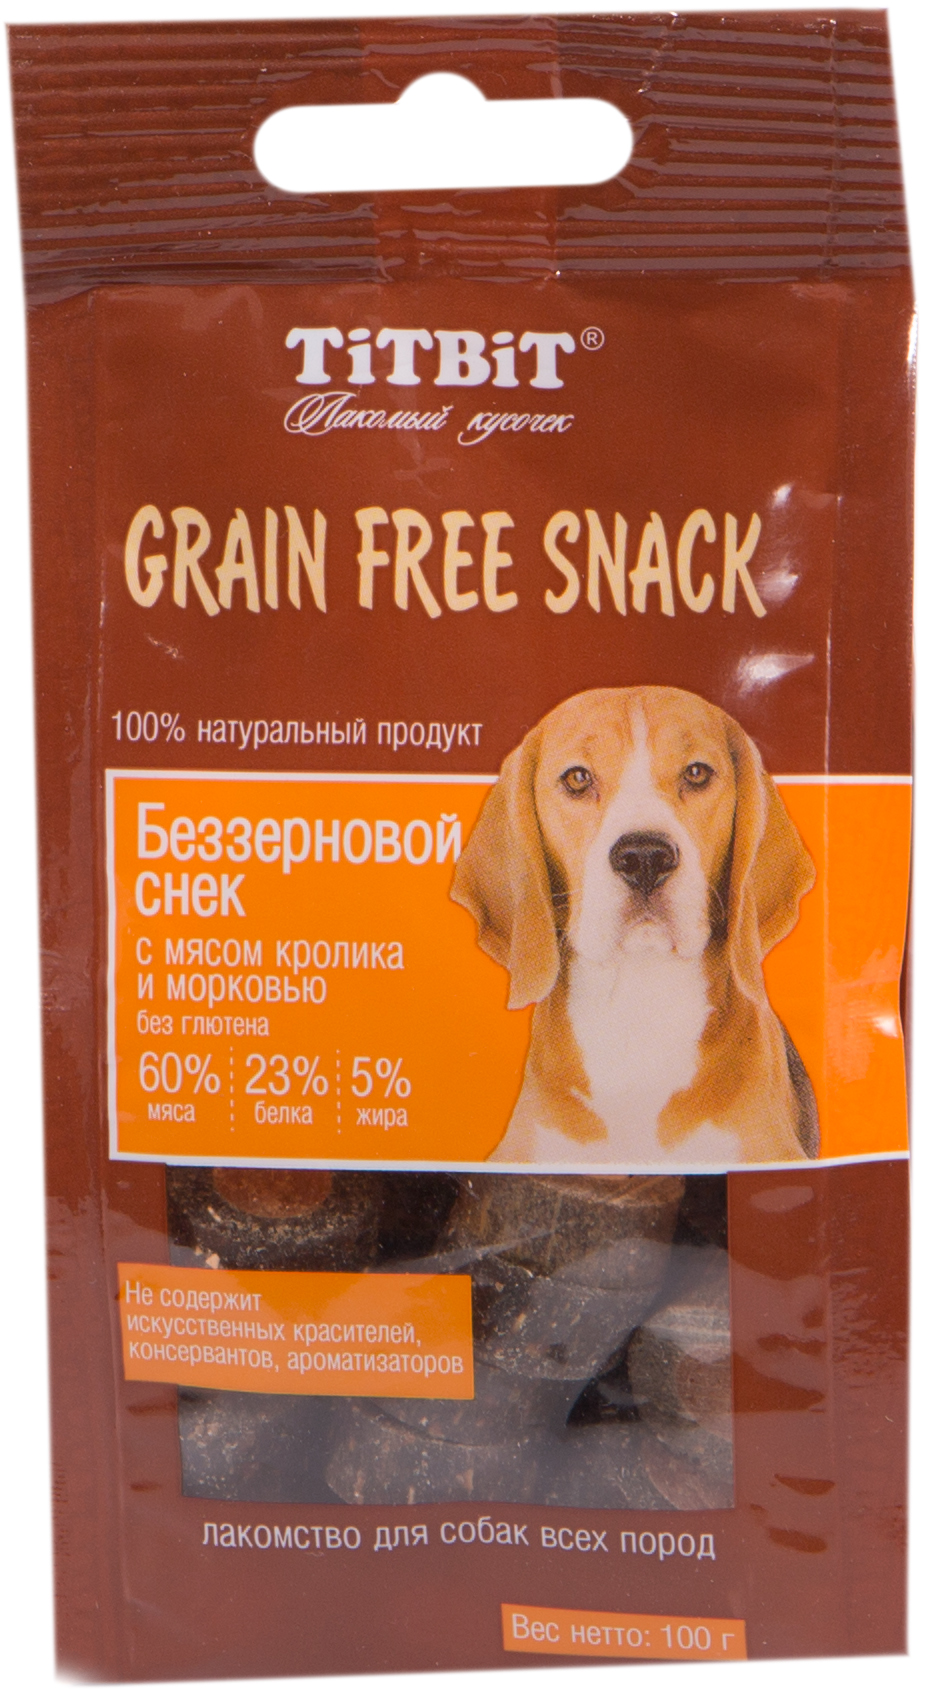 TiTBiT®
Лакомый кусочек
GRAIN FREE SNACK
100% натуральный продукт
Беззерновой
снек
с мясом кролика
и морковью
без глютена
60% 23% 5%
мяса белка жира
Не содержит
искусственных красителей,
консервантов, ароматизаторов
лакомство для собак всех пород
Вес нетто: 100 г